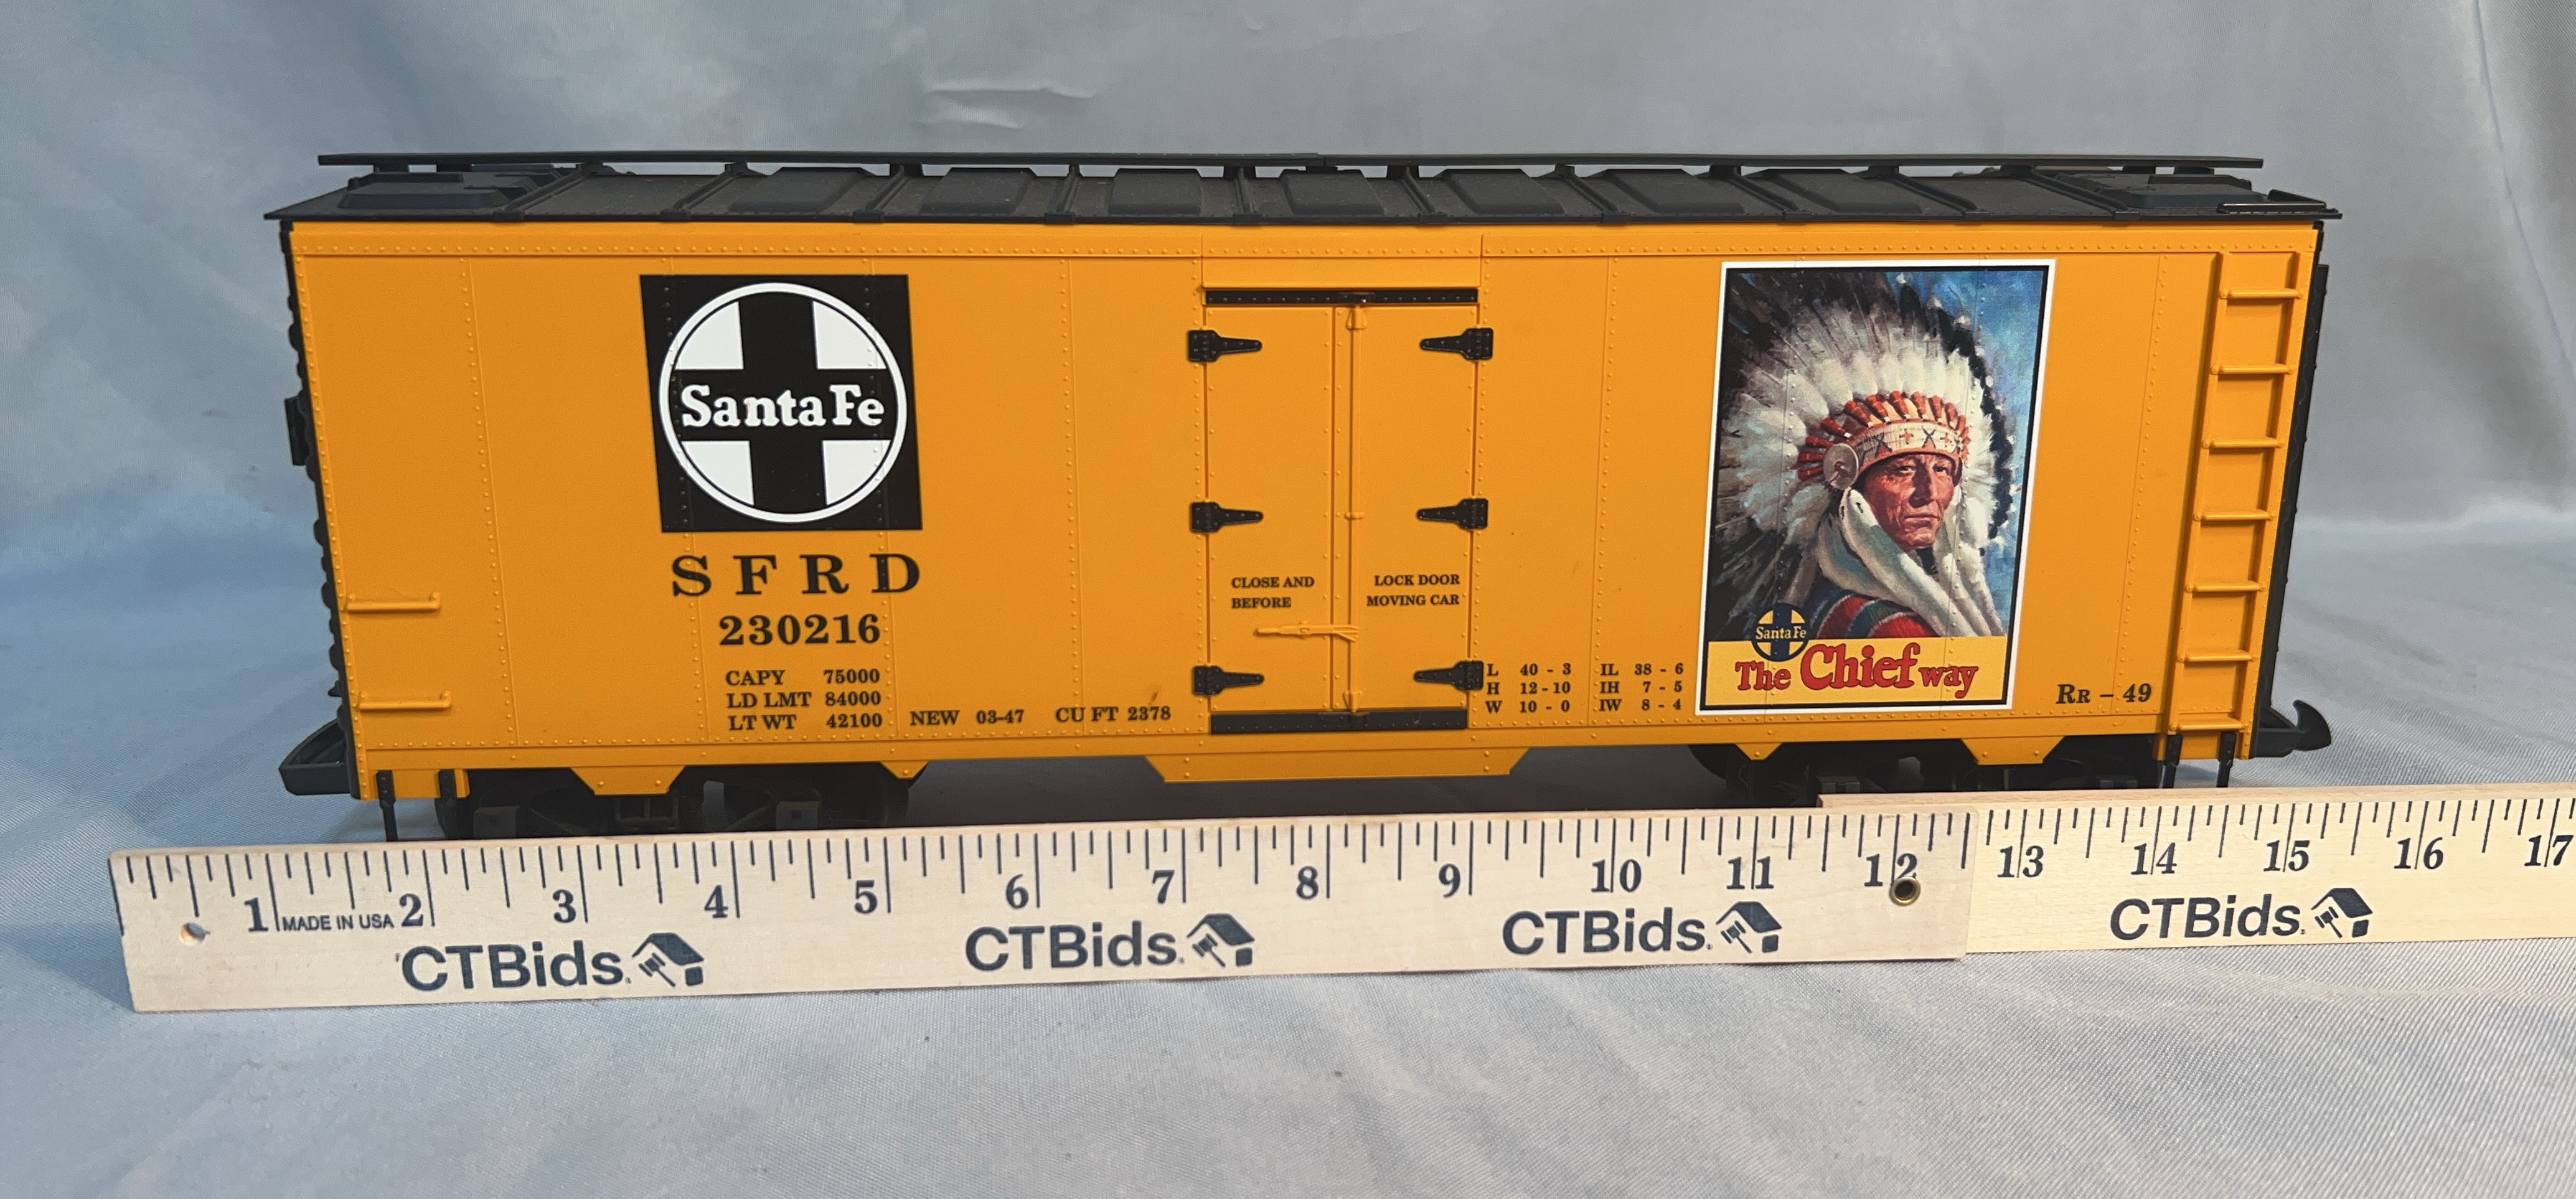 Santa Fe
SFRD
230216
CAPY 75000
LD LMT 84000
LT WT 42100
NEW 03-47
CU FT 2378
CLOSE AND
BEFORE
LOCK DOOR
MOVING CAR
L 40 - 3 IL 38 - 6
H 12 - 10 IH 7 - 5
W 10 - 0 IW 8 - 4
Santa Fe
The Chief way
RR - 49
1 2 3 4 5 6 7 8 9 10 11 12 13 14 15 16 17
MADE IN USA
CTBids. CTBids. CTBids. CTBids.